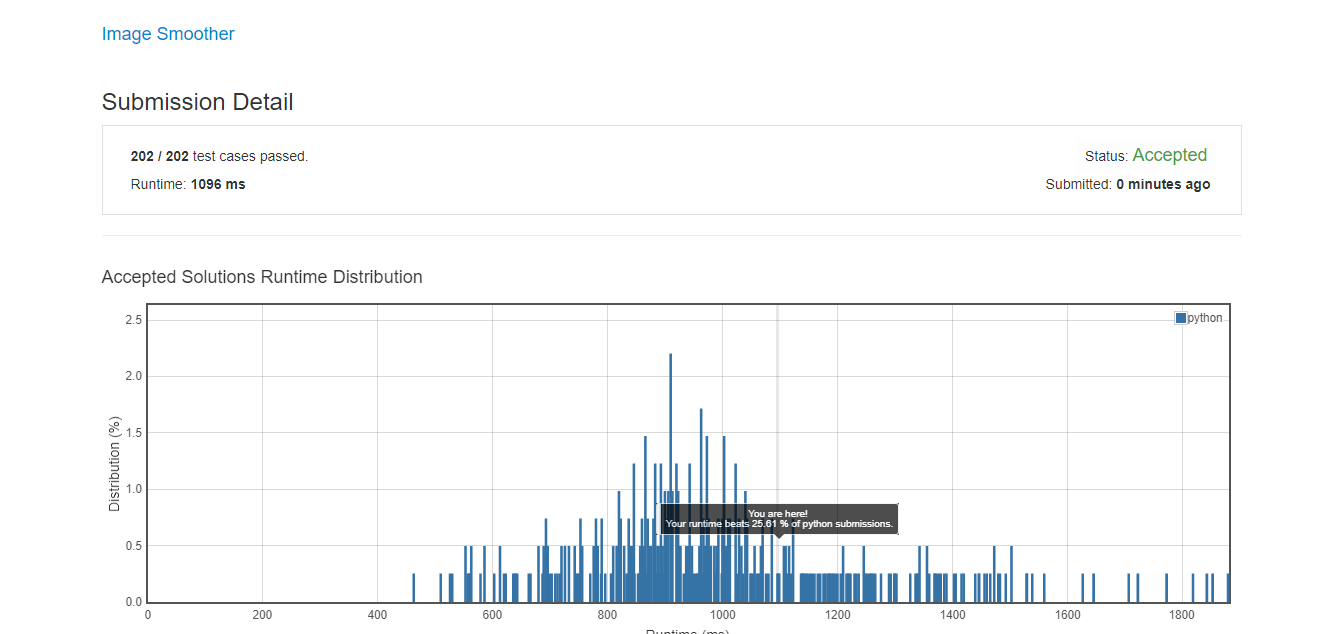 Image Smoother
Submission Detail
202 / 202 test cases passed.
Status: Accepted
Runtime: 1096 ms
Submitted: 0 minutes ago
Accepted Solutions Runtime Distribution
python
2.5
2.0
1.5
1.0
0.5
0.0
Distribution (%)
You are here!
Your runtime beats 25.61 % of python submissions.
0 200 400 600 800 1000 1200 1400 1600 1800
Runtime (ms)